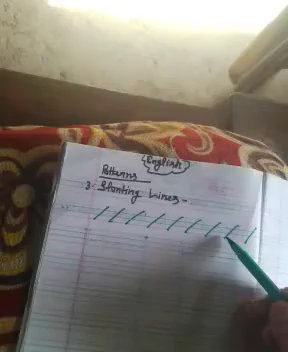 English
Patterns
3. Slanting Lines -
/ / / / / / / / /